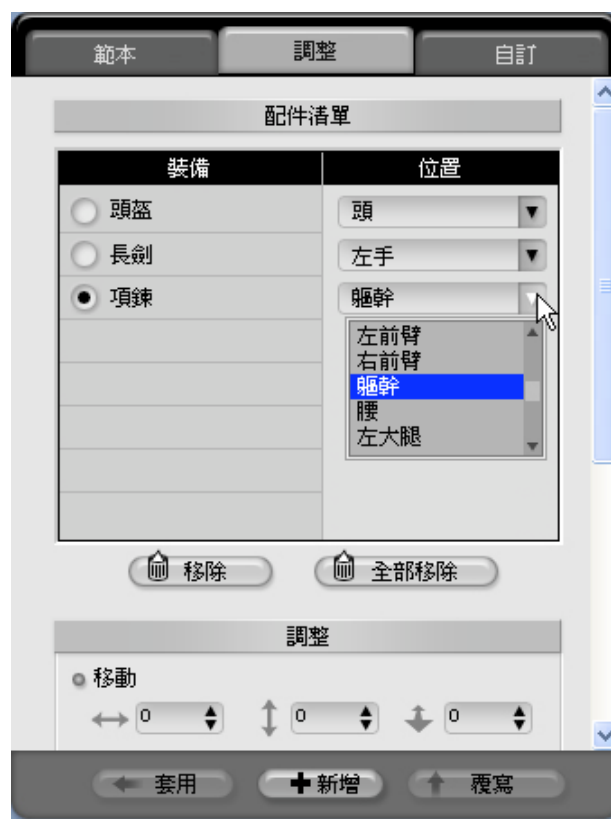 範本 調整 自訂
配件清單
裝備 位置
頭盔 頭
長劍 左手
項鍊 軀幹
左前臂
右前臂
軀幹
腰
左大腿
移除 全部移除
調整
移動
0 0 0
套用 新增 覆寫